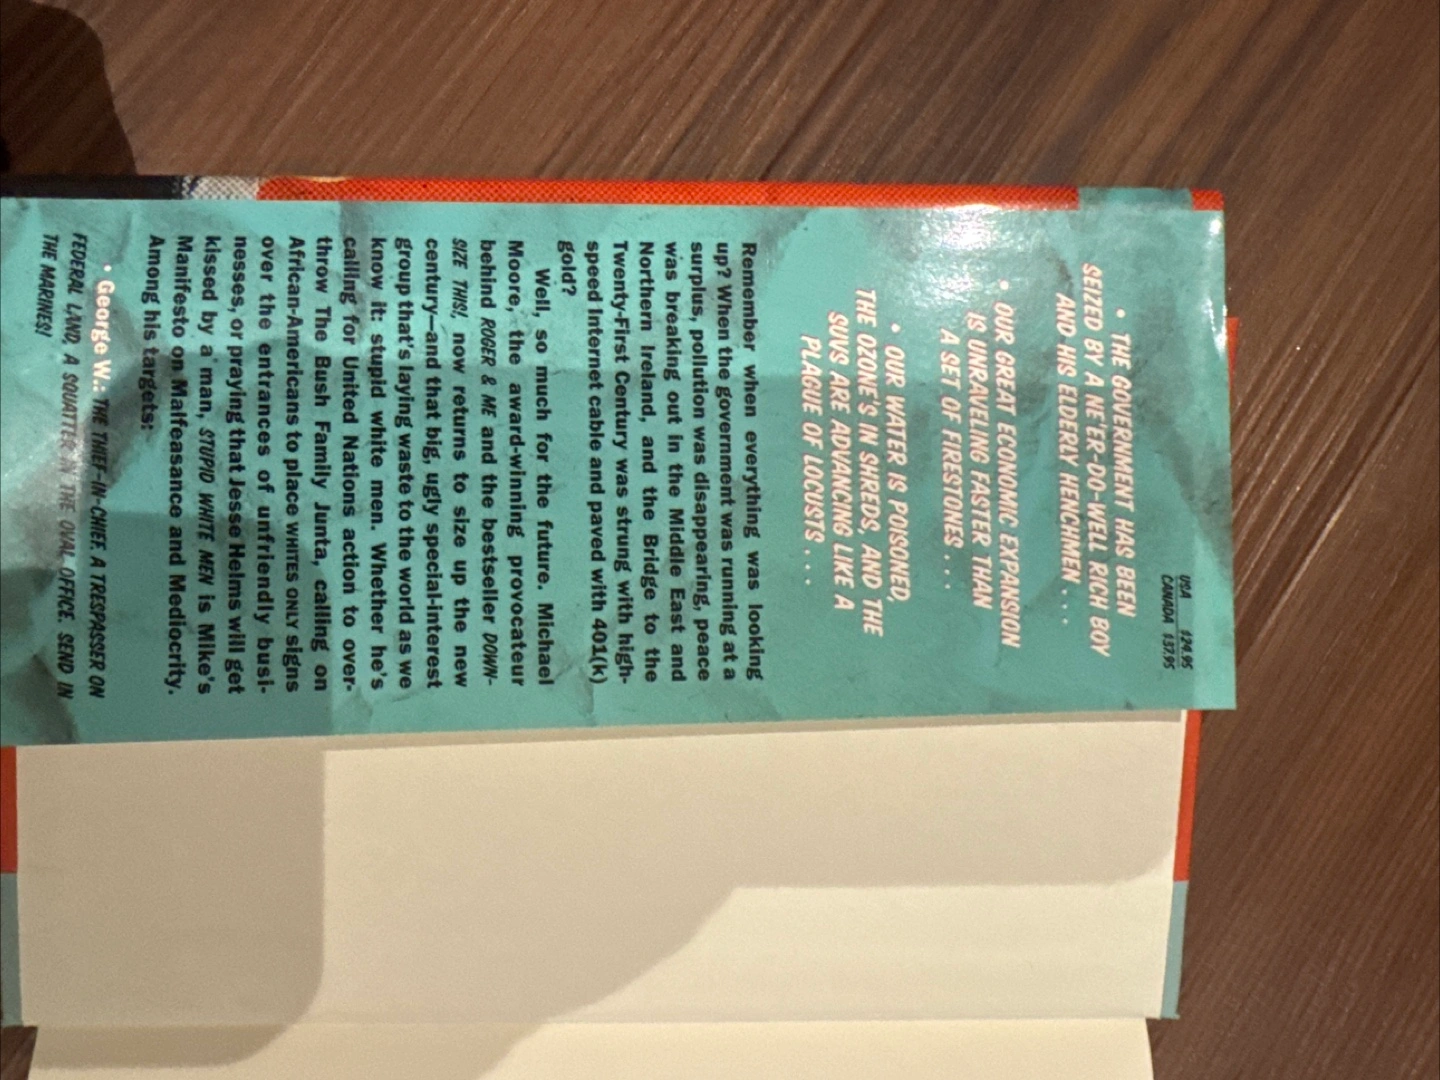 USA $24.95
CANADA $37.95
• THE GOVERNMENT HAS BEEN
SEIZED BY A NE'ER-DO-WELL RICH BOY
AND HIS ELDERLY HENCHMEN . . .
• OUR GREAT ECONOMIC EXPANSION
IS UNRAVELING FASTER THAN
A SET OF FIRESTONES . . .
• OUR WATER IS POISONED,
THE OZONE'S IN SHREDS, AND THE
SUVS ARE ADVANCING LIKE A
PLAGUE OF LOCUSTS . . .
Remember when everything was looking
up? When the government was running at a
surplus, pollution was disappearing, peace
was breaking out in the Middle East and
Northern Ireland, and the Bridge to the
Twenty-First Century was strung with high-
speed Internet cable and paved with 401(k)
gold?
Well, so much for the future. Michael
Moore, the award-winning provocateur
behind ROGER & ME and the bestseller DOWN-
SIZE THIS!, now returns to size up the new
century—and that big, ugly special-interest
group that's laying waste to the world as we
know it: stupid white men. Whether he's
calling for United Nations action to over-
throw The Bush Family Junta, calling on
African-Americans to place WHITES ONLY signs
over the entrances of unfriendly busi-
nesses, or praying that Jesse Helms will get
kissed by a man, STUPID WHITE MEN is Mike's
Manifesto on Malfeasance and Mediocrity.
Among his targets:
• George W.: THE THIEF-IN-CHIEF. A TRESPASSER ON
FEDERAL LAND, A SQUATTER IN THE OVAL OFFICE. SEND IN
THE MARINES!